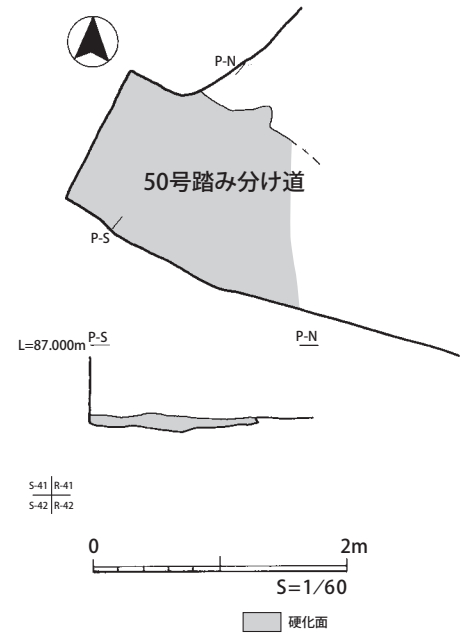 P-N
50号踏み分け道
P-S
L=87.000m P-S P-N
S-41 R-41
S-42 R-42
0 2m
S=1/60
硬化面